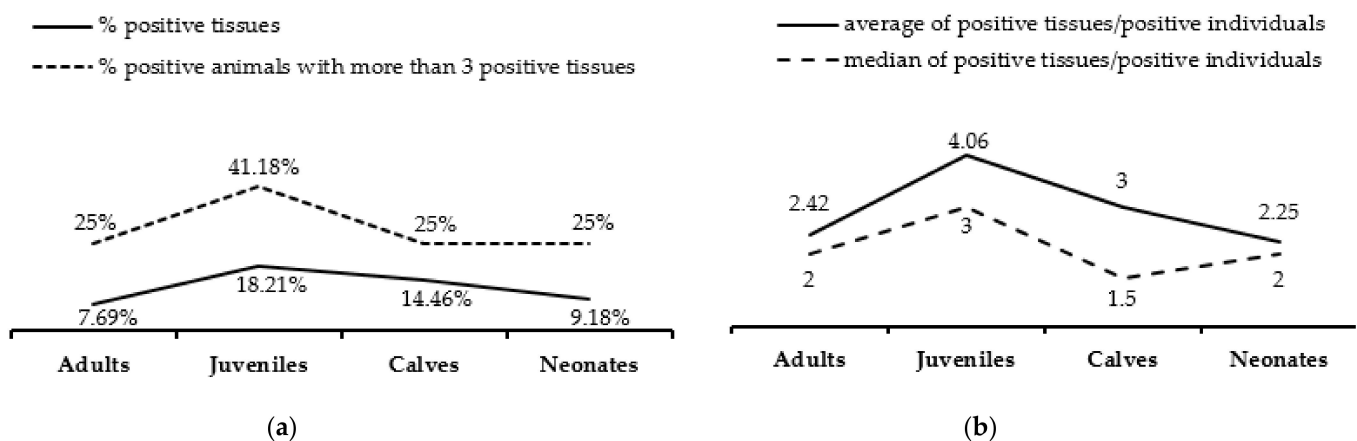 % positive tissues
% positive animals with more than 3 positive tissues
41.18%
25%
25%
25%
18.21%
14.46%
7.69%
9.18%
Adults
Juveniles
Calves
Neonates
(a)
average of positive tissues/positive individuals
median of positive tissues/positive individuals
4.06
3
2.42
2.25
3
2
2
1.5
Adults
Juveniles
Calves
Neonates
(b)